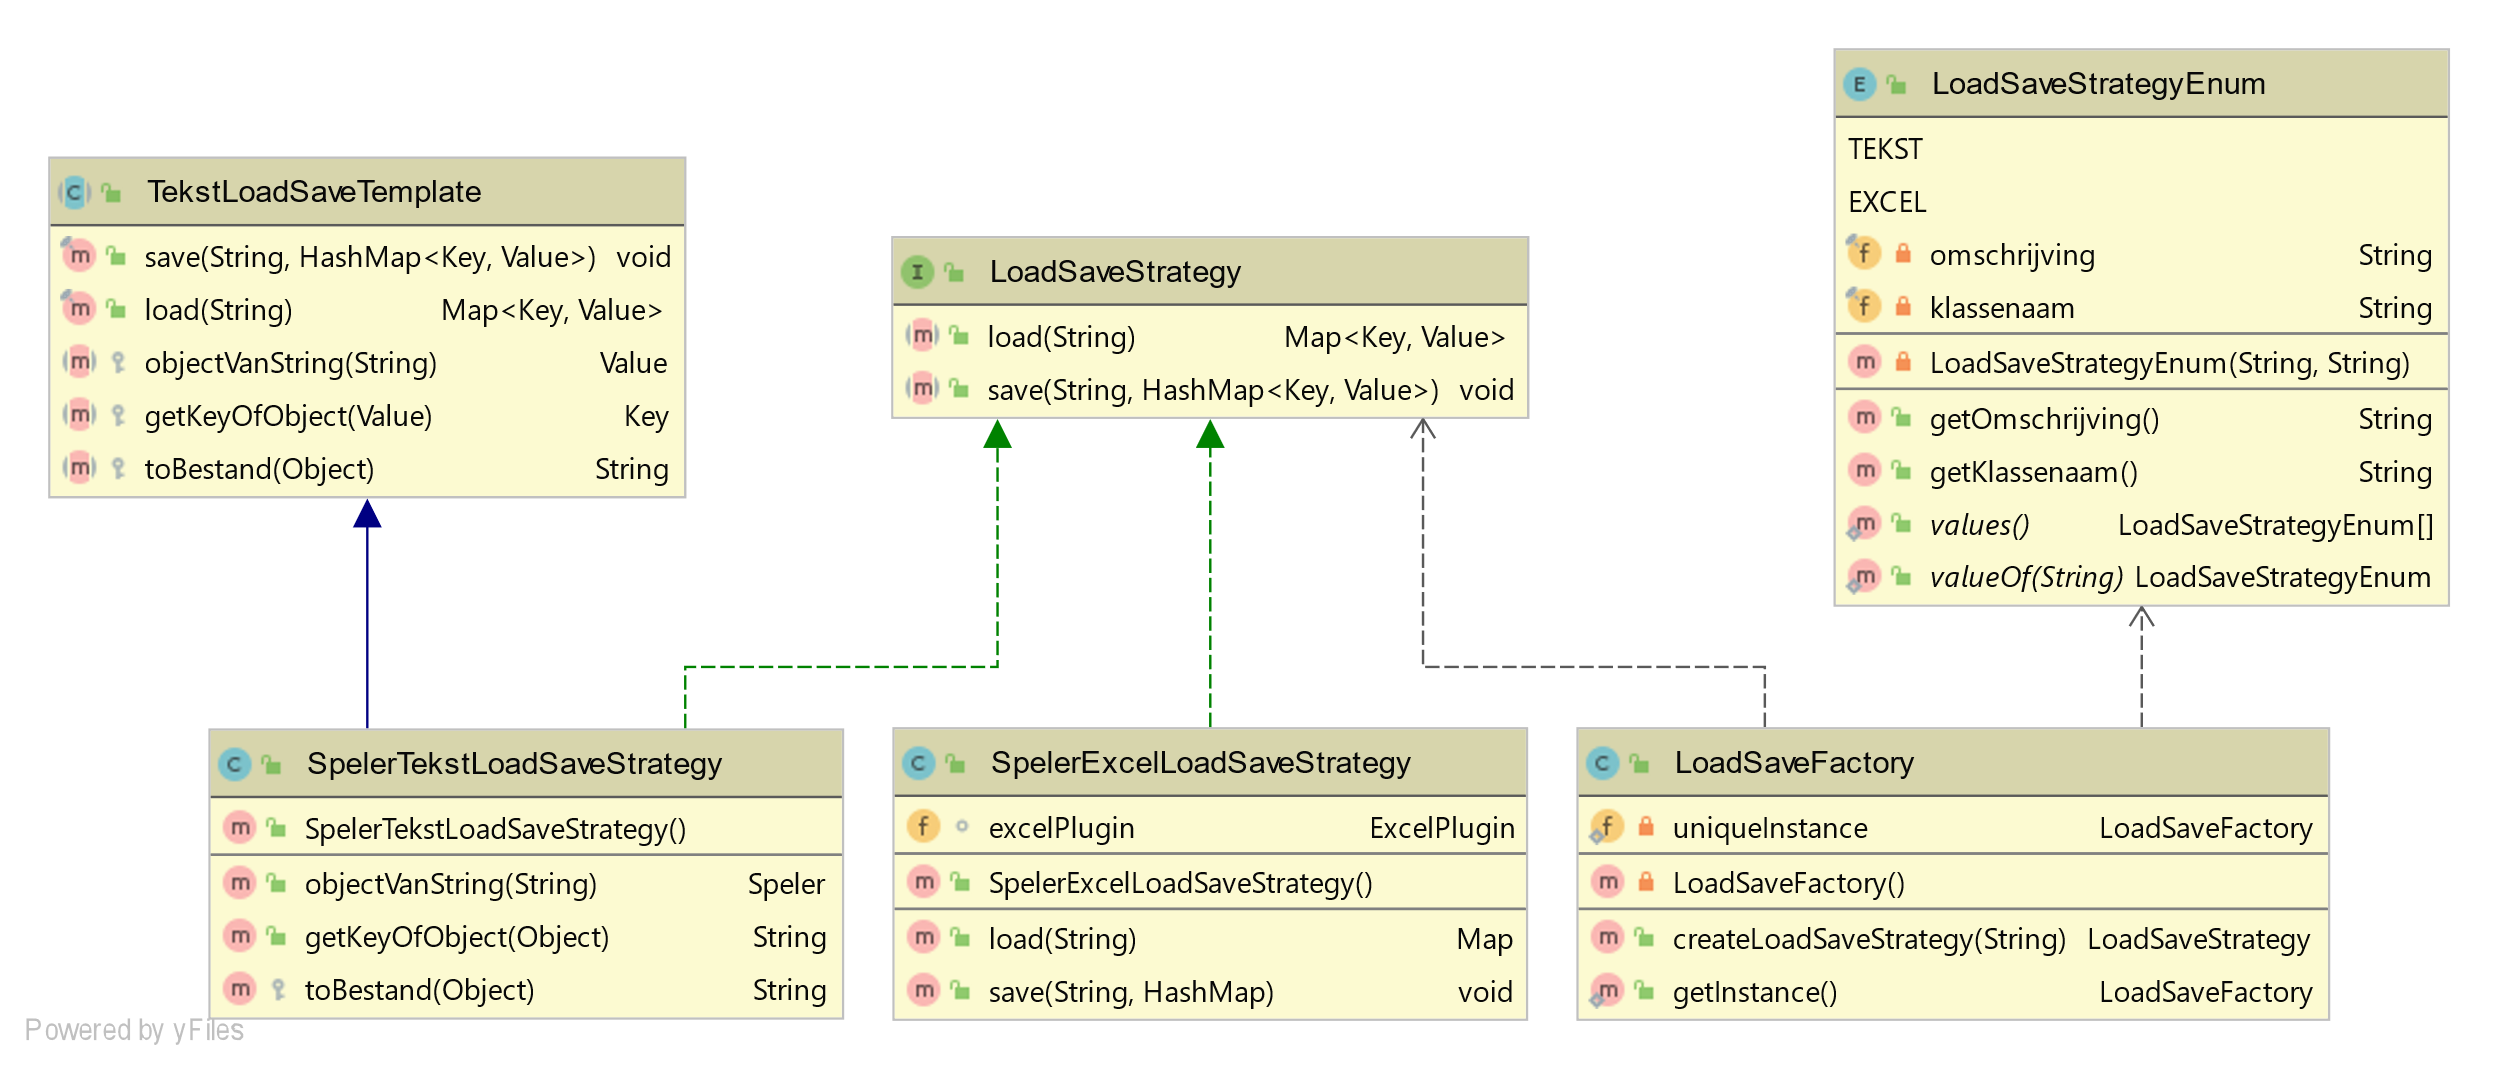 TekstLoadSaveTemplate
save(String, HashMap<Key, Value>) void
load(String) Map<Key, Value>
objectVanString(String) Value
getKeyOfObject(Value) Key
toBestand(Object) String
LoadSaveStrategy
load(String) Map<Key, Value>
save(String, HashMap<Key, Value>) void
LoadSaveStrategyEnum
TEKST
EXCEL
omschrijving String
klassenaam String
LoadSaveStrategyEnum(String, String)
getOmschrijving() String
getKlassenaam() String
values() LoadSaveStrategyEnum[]
valueOf(String) LoadSaveStrategyEnum
SpelerTekstLoadSaveStrategy
SpelerTekstLoadSaveStrategy()
objectVanString(String) Speler
getKeyOfObject(Object) String
toBestand(Object) String
SpelerExcelLoadSaveStrategy
excelPlugin ExcelPlugin
SpelerExcelLoadSaveStrategy()
load(String) Map
save(String, HashMap) void
LoadSaveFactory
uniqueInstance LoadSaveFactory
LoadSaveFactory()
createLoadSaveStrategy(String) LoadSaveStrategy
getInstance() LoadSaveFactory
Powered by yFiles